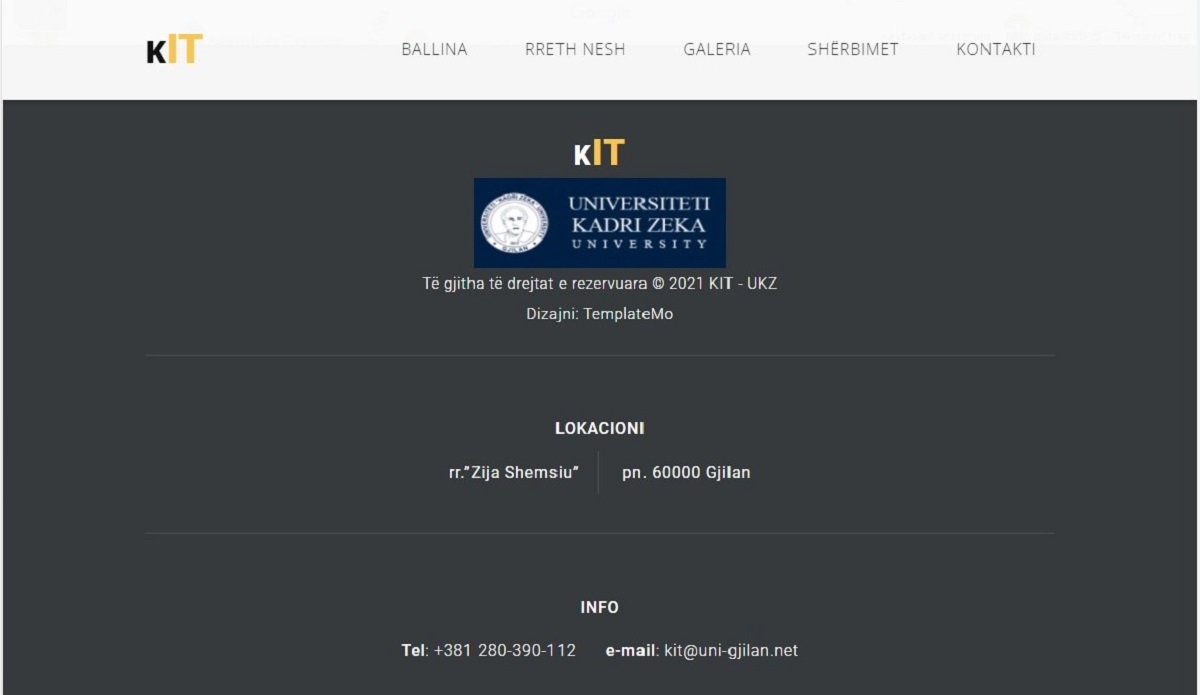 KIT
BALLINA RRETH NESH GALERIA SHËRBIMET KONTAKTI
KIT
UNIVERSITETI
KADRI ZEKA
UNIVERSITY
Të gjitha të drejtat e rezervuara © 2021 KIT - UKZ
Dizajni: TemplateMo
LOKACIONI
rr.”Zija Shemsiu” pn. 60000 Gjilan
INFO
Tel: +381 280-390-112 e-mail: kit@uni-gjilan.net